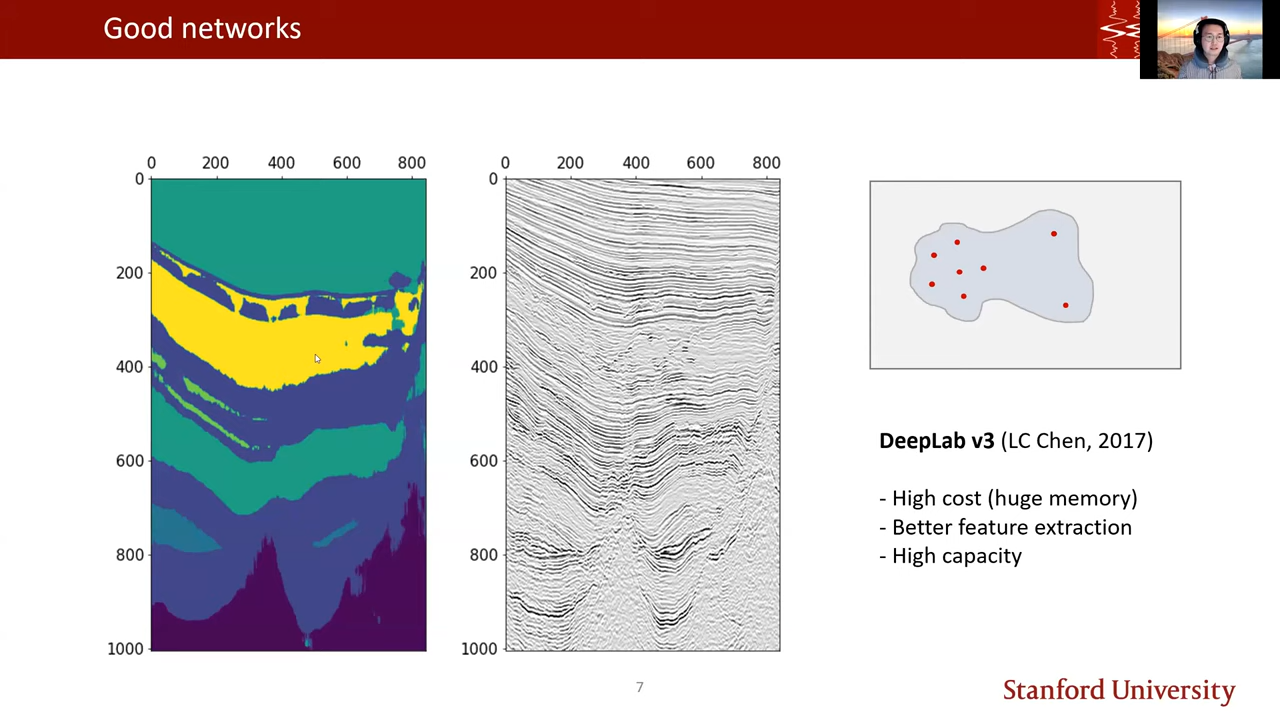 Good networks
0 200 400 600 800
0
200
400
600
800
1000
0 200 400 600 800
0
200
400
600
800
1000
DeepLab v3 (LC Chen, 2017)
- High cost (huge memory)
- Better feature extraction
- High capacity
7
Stanford University